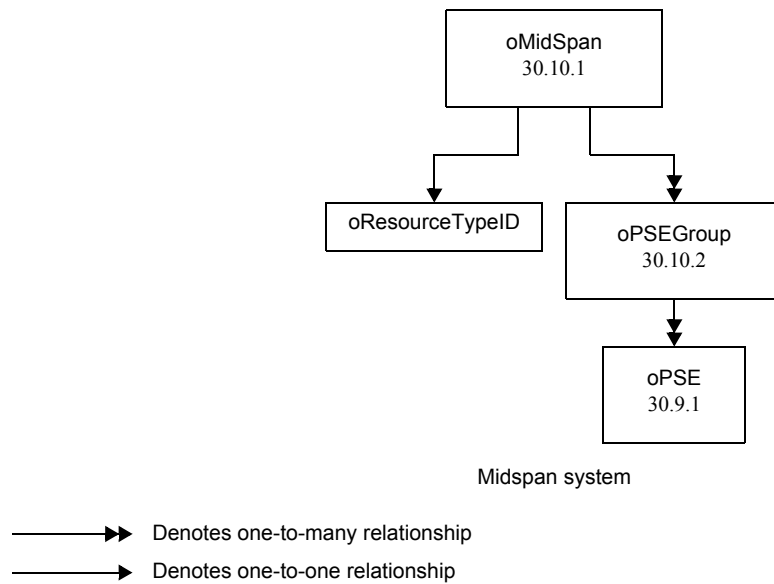 oMidSpan
30.10.1
oResourceTypeID
oPSEGroup
30.10.2
oPSE
30.9.1
Midspan system
Denotes one-to-many relationship
Denotes one-to-one relationship